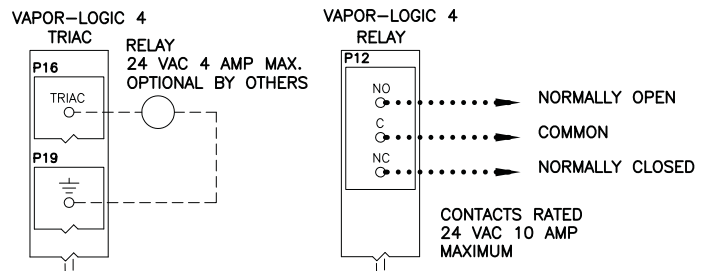 VAPOR-LOGIC 4
TRIAC
RELAY
24 VAC 4 AMP MAX.
OPTIONAL BY OTHERS
P16
TRIAC
P19
VAPOR-LOGIC 4
RELAY
P12
NO
NORMALLY OPEN
C
COMMON
NC
NORMALLY CLOSED
CONTACTS RATED
24 VAC 10 AMP
MAXIMUM